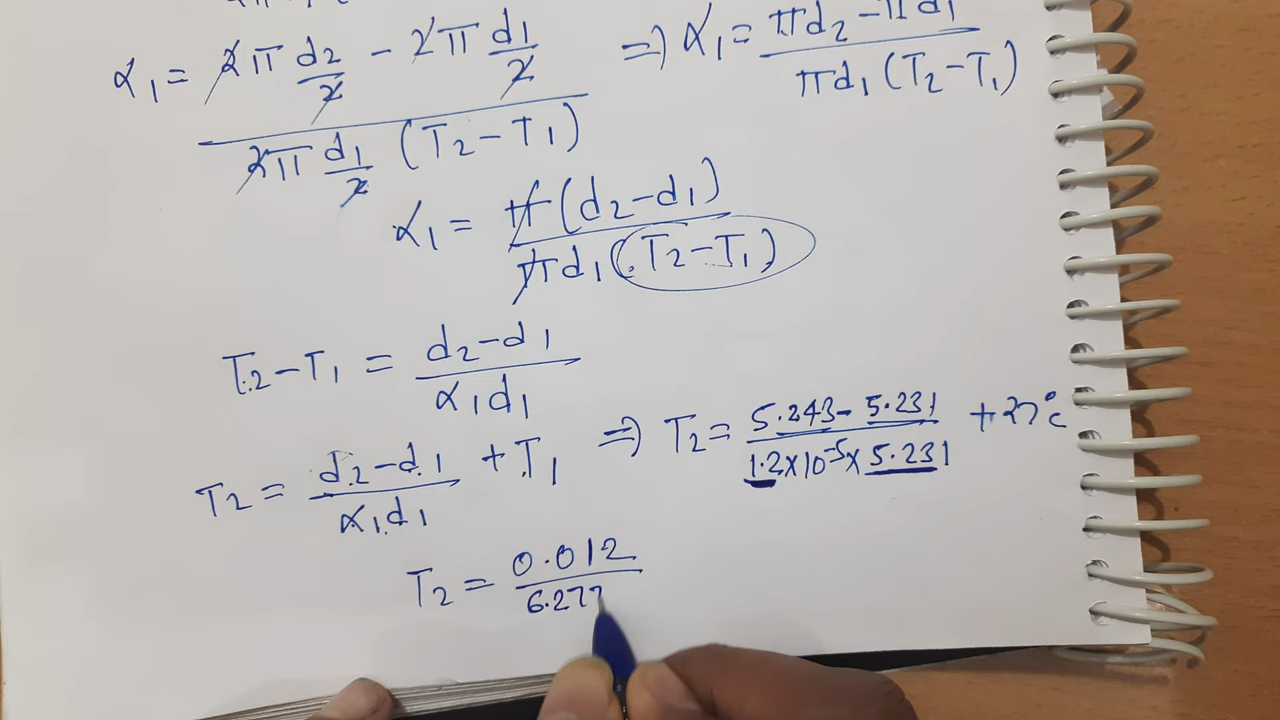 α₁ = 2π d₂/2 - 2π d₁/2 / 2π d₁/2 (T₂ - T₁) ⇒ α₁ = πd₂ - πd₁ / πd₁ (T₂ - T₁)
α₁ = π(d₂ - d₁) / πd₁(T₂ - T₁)
T₂ - T₁ = d₂ - d₁ / α₁d₁
T₂ = d₂ - d₁ / α₁d₁ + T₁ ⇒ T₂ = 5.243 - 5.231 / 1.2×10⁻⁵×5.231 + 27°c
T₂ = 0.012 / 6.277